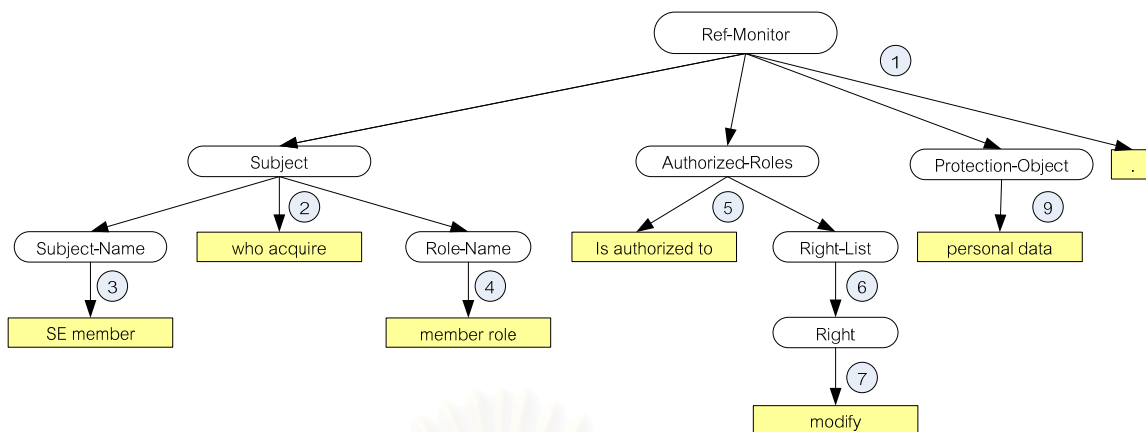 Ref-Monitor
1
Subject
Authorized-Roles
Protection-Object
.
2
5
9
Subject-Name
who acquire
Role-Name
Is authorized to
Right-List
personal data
3
4
6
SE member
member role
Right
7
modify